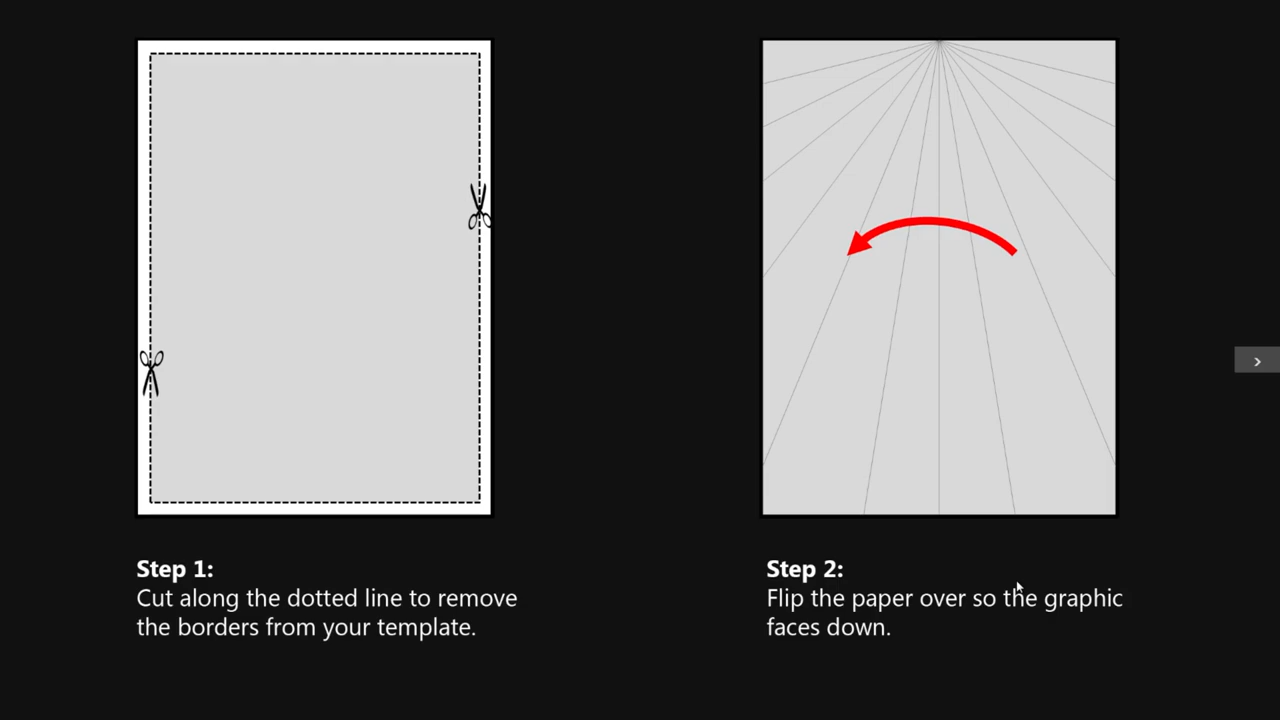 Step 1:
Cut along the dotted line to remove
the borders from your template.
Step 2:
Flip the paper over so the graphic
faces down.